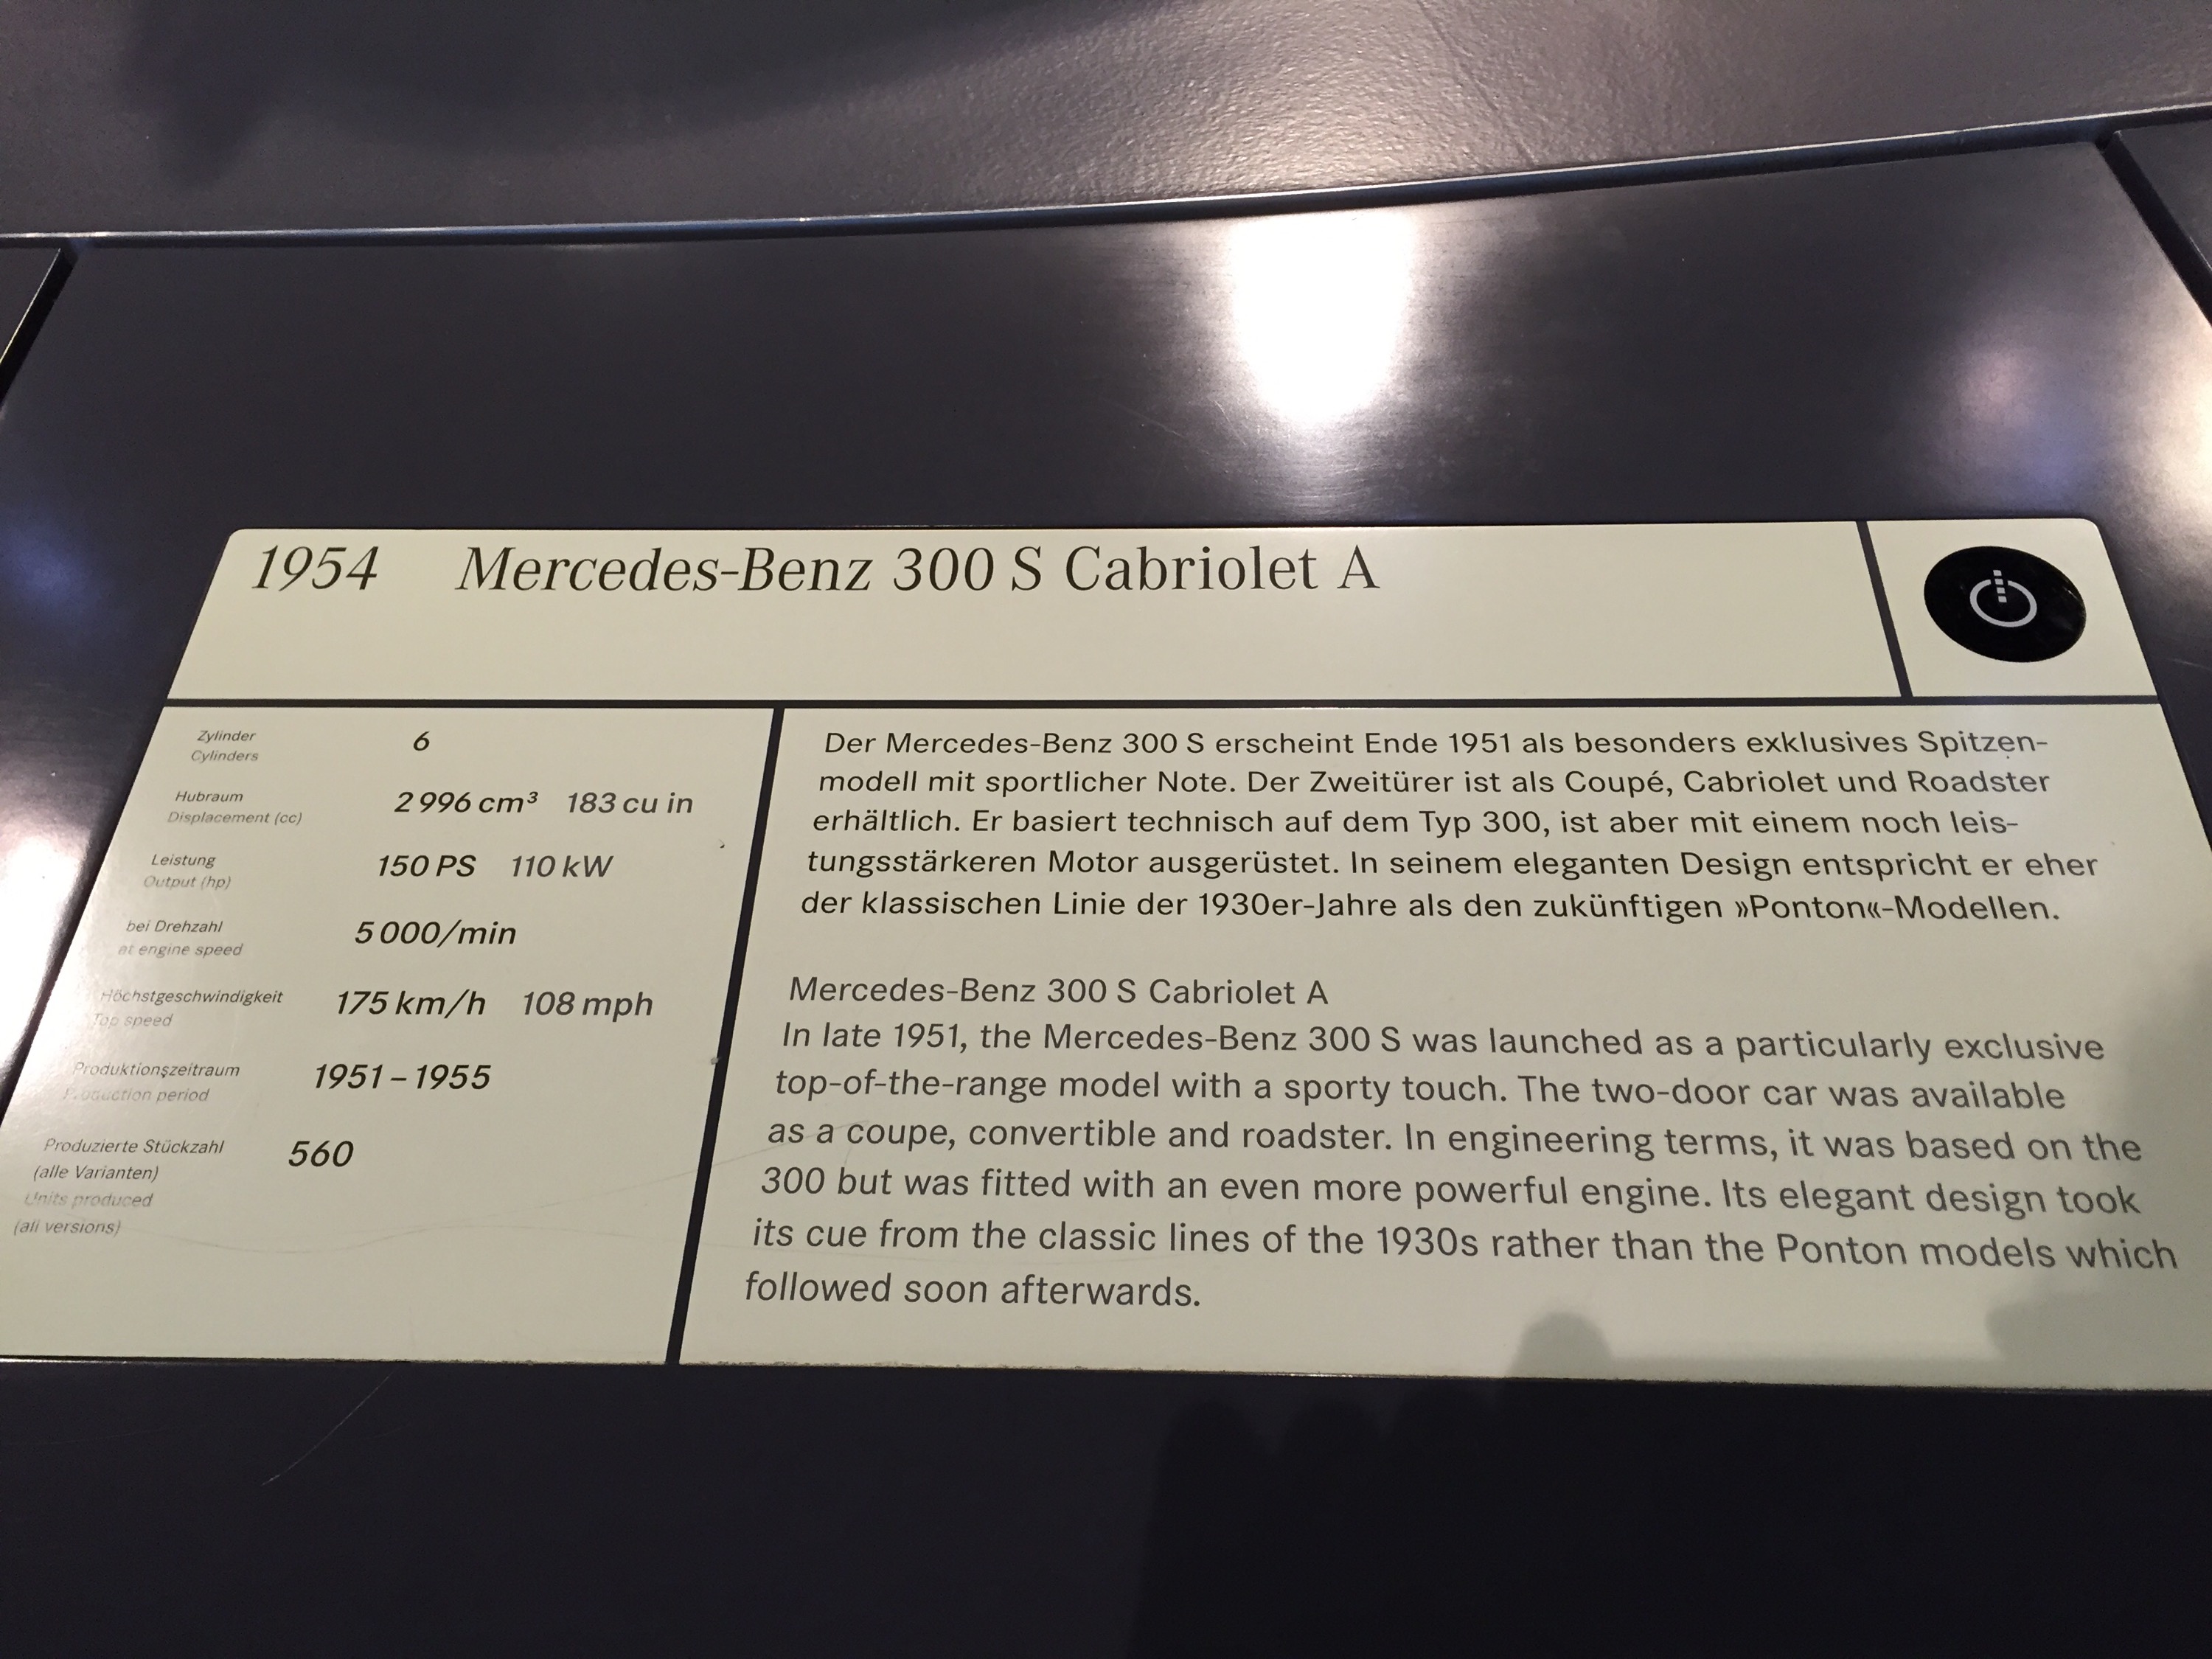 1954 Mercedes-Benz 300 S Cabriolet A
Zylinder
Cylinders
6
Hubraum
Displacement (cc)
2 996 cm³ 183 cu in
Leistung
Output (hp)
150 PS 110 kW
bei Drehzahl
at engine speed
5 000/min
Höchstgeschwindigkeit
Top speed
175 km/h 108 mph
Produktionszeitraum
Production period
1951 – 1955
Produzierte Stückzahl
(alle Varianten)
Units produced
(all versions)
560
Der Mercedes-Benz 300 S erscheint Ende 1951 als besonders exklusives Spitzen-
modell mit sportlicher Note. Der Zweitürer ist als Coupé, Cabriolet und Roadster
erhältlich. Er basiert technisch auf dem Typ 300, ist aber mit einem noch leis-
tungsstärkeren Motor ausgerüstet. In seinem eleganten Design entspricht er eher
der klassischen Linie der 1930er-Jahre als den zukünftigen »Ponton«-Modellen.
Mercedes-Benz 300 S Cabriolet A
In late 1951, the Mercedes-Benz 300 S was launched as a particularly exclusive
top-of-the-range model with a sporty touch. The two-door car was available
as a coupe, convertible and roadster. In engineering terms, it was based on the
300 but was fitted with an even more powerful engine. Its elegant design took
its cue from the classic lines of the 1930s rather than the Ponton models which
followed soon afterwards.